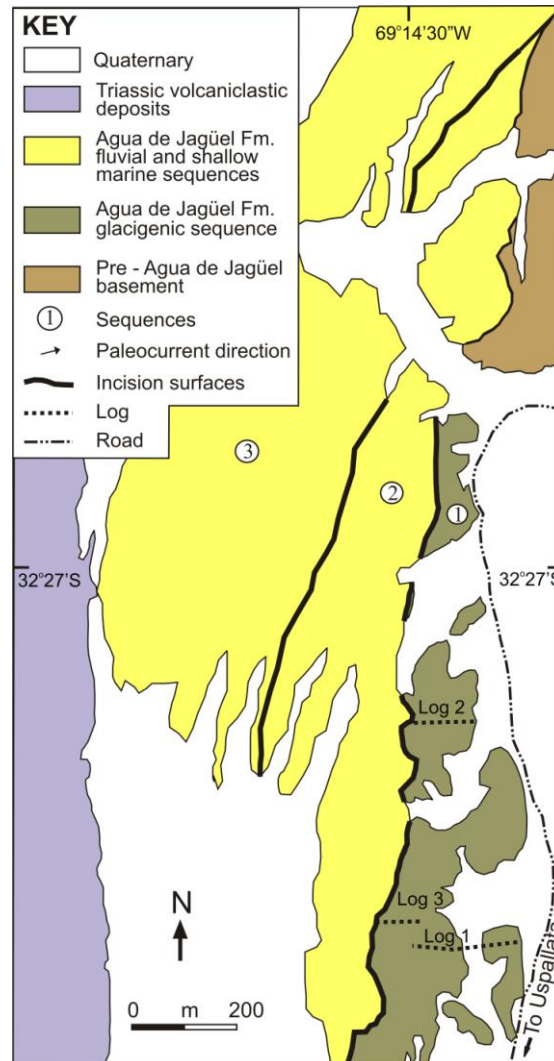 KEY
Quaternary
Triassic volcaniclastic
deposits
Agua de Jagüel Fm.
fluvial and shallow
marine sequences
Agua de Jagüel Fm.
glacigenic sequence
Pre - Agua de Jagüel
basement
1
Sequences
Paleocurrent direction
Incision surfaces
Log
Road
69°14'30"W
3
2
1
32°27'S
32°27'S
Log 2
Log 3
Log 1
To Uspallata
N
0 m 200